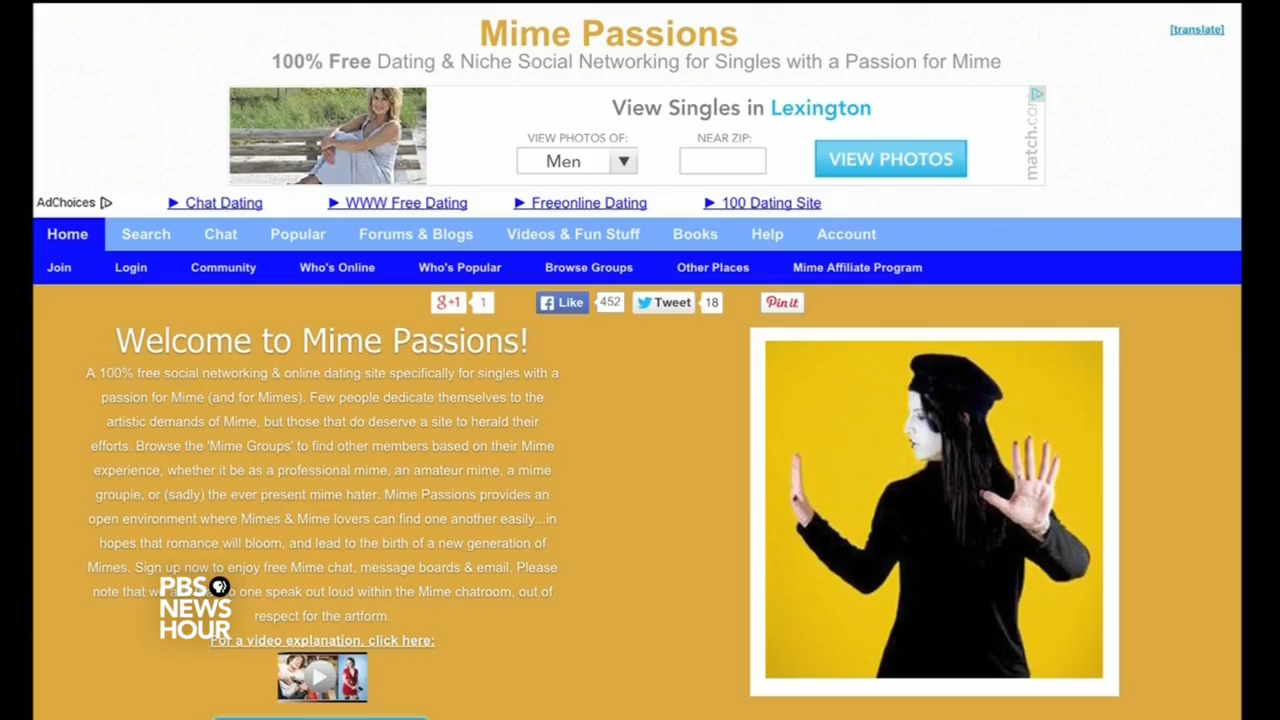 Mime Passions
[translate]
100% Free Dating & Niche Social Networking for Singles with a Passion for Mime
View Singles in Lexington
VIEW PHOTOS OF:
NEAR ZIP:
Men
VIEW PHOTOS
match.com
AdChoices
Chat Dating
WWW Free Dating
Freeonline Dating
100 Dating Site
Home Search Chat Popular Forums & Blogs Videos & Fun Stuff Books Help Account
Join Login Community Who's Online Who's Popular Browse Groups Other Places Mime Affiliate Program
g+1 1 Like 452 Tweet 18 Pin it
Welcome to Mime Passions!
A 100% free social networking & online dating site specifically for singles with a
passion for Mime (and for Mimes). Few people dedicate themselves to the
artistic demands of Mime, but those that do deserve a site to herald their
efforts. Browse the 'Mime Groups' to find other members based on their Mime
experience, whether it be as a professional mime, an amateur mime, a mime
groupie, or (sadly) the ever present mime hater. Mime Passions provides an
open environment where Mimes & Mime lovers can find one another easily...in
hopes that romance will bloom, and lead to the birth of a new generation of
Mimes. Sign up now to enjoy free Mime chat, message boards & email. Please
note that one speak out loud within the Mime chatroom, out of
respect for the artform.
For a video explanation, click here:
PBS
NEWS
HOUR